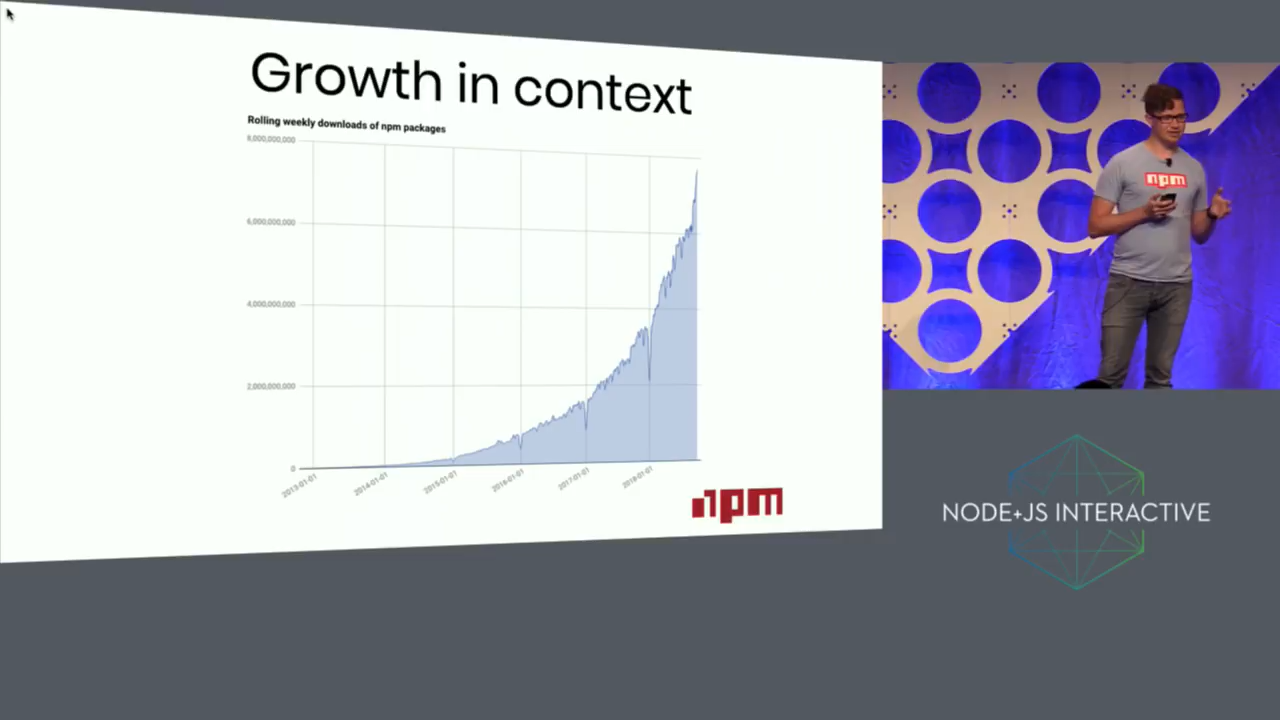 Growth in context
Rolling weekly downloads of npm packages
8,000,000,000
6,000,000,000
4,000,000,000
2,000,000,000
0
2013-01-01
2014-01-01
2015-01-01
2016-01-01
2017-01-01
2018-01-01
npm
npm
NODE+JS INTERACTIVE